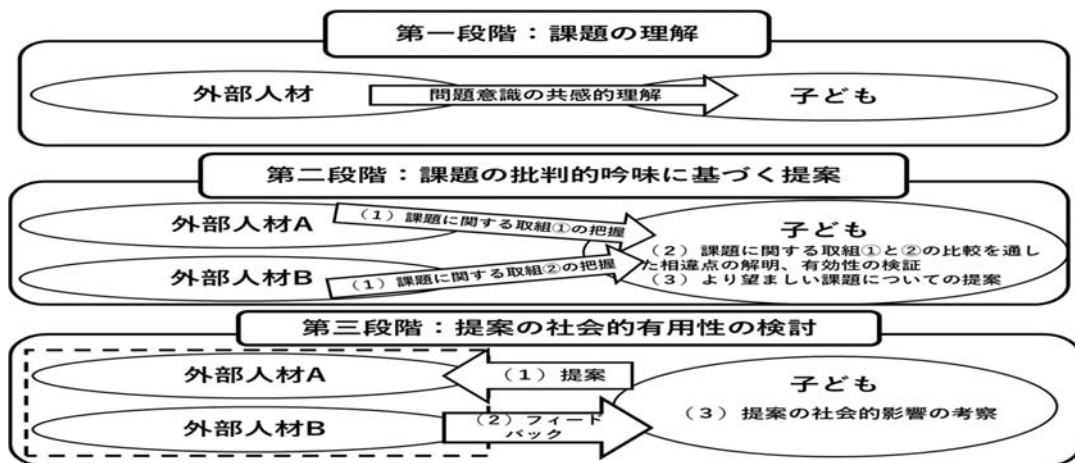 第一段階：課題の理解
外部人材
問題意識の共感的理解
子ども
第二段階：課題の批判的吟味に基づく提案
外部人材A
（1）課題に関する取組①の把握
外部人材B
（1）課題に関する取組②の把握
子ども
（2）課題に関する取組①と②の比較を通し
た相違点の解明、有効性の検証
（3）より望ましい課題についての提案
第三段階：提案の社会的有用性の検討
外部人材A
（1）提案
外部人材B
（2）フィード
バック
子ども
（3）提案の社会的影響の考察